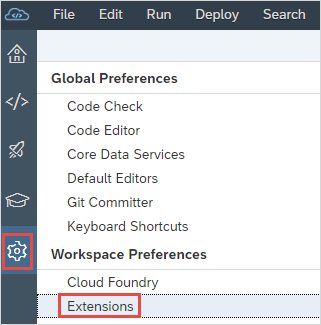 File Edit Run Deploy Search
Global Preferences
Code Check
Code Editor
Core Data Services
Default Editors
Git Committer
Keyboard Shortcuts
Workspace Preferences
Cloud Foundry
Extensions